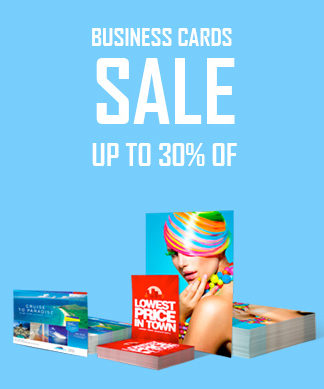 BUSINESS CARDS
SALE
UP TO 30% OF
CRUISE
TO PARADISE
LOWEST
PRICE
IN TOWN